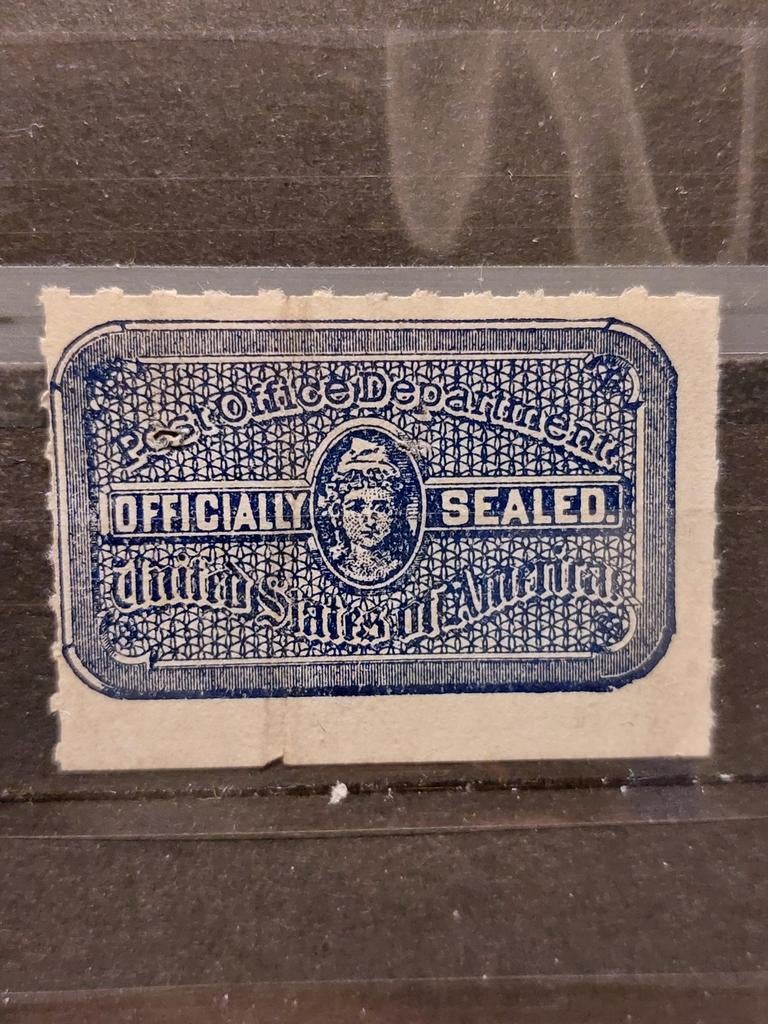 Post Office Department
OFFICIALLY SEALED.
United States of America